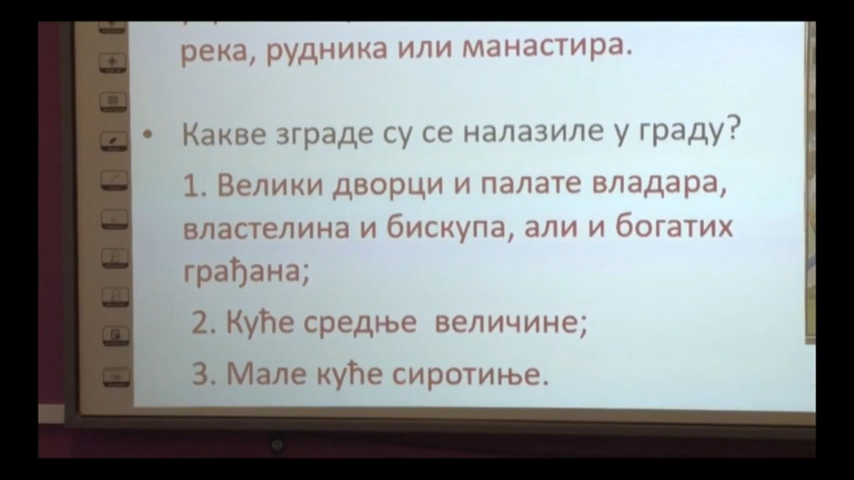 река, рудника или манастира.
• Какве зграде су се налазиле у граду?
1. Велики дворци и палате владара,
властелина и бискупа, али и богатих
грађана;
2. Куће средње величине;
3. Мале куће сиротиње.